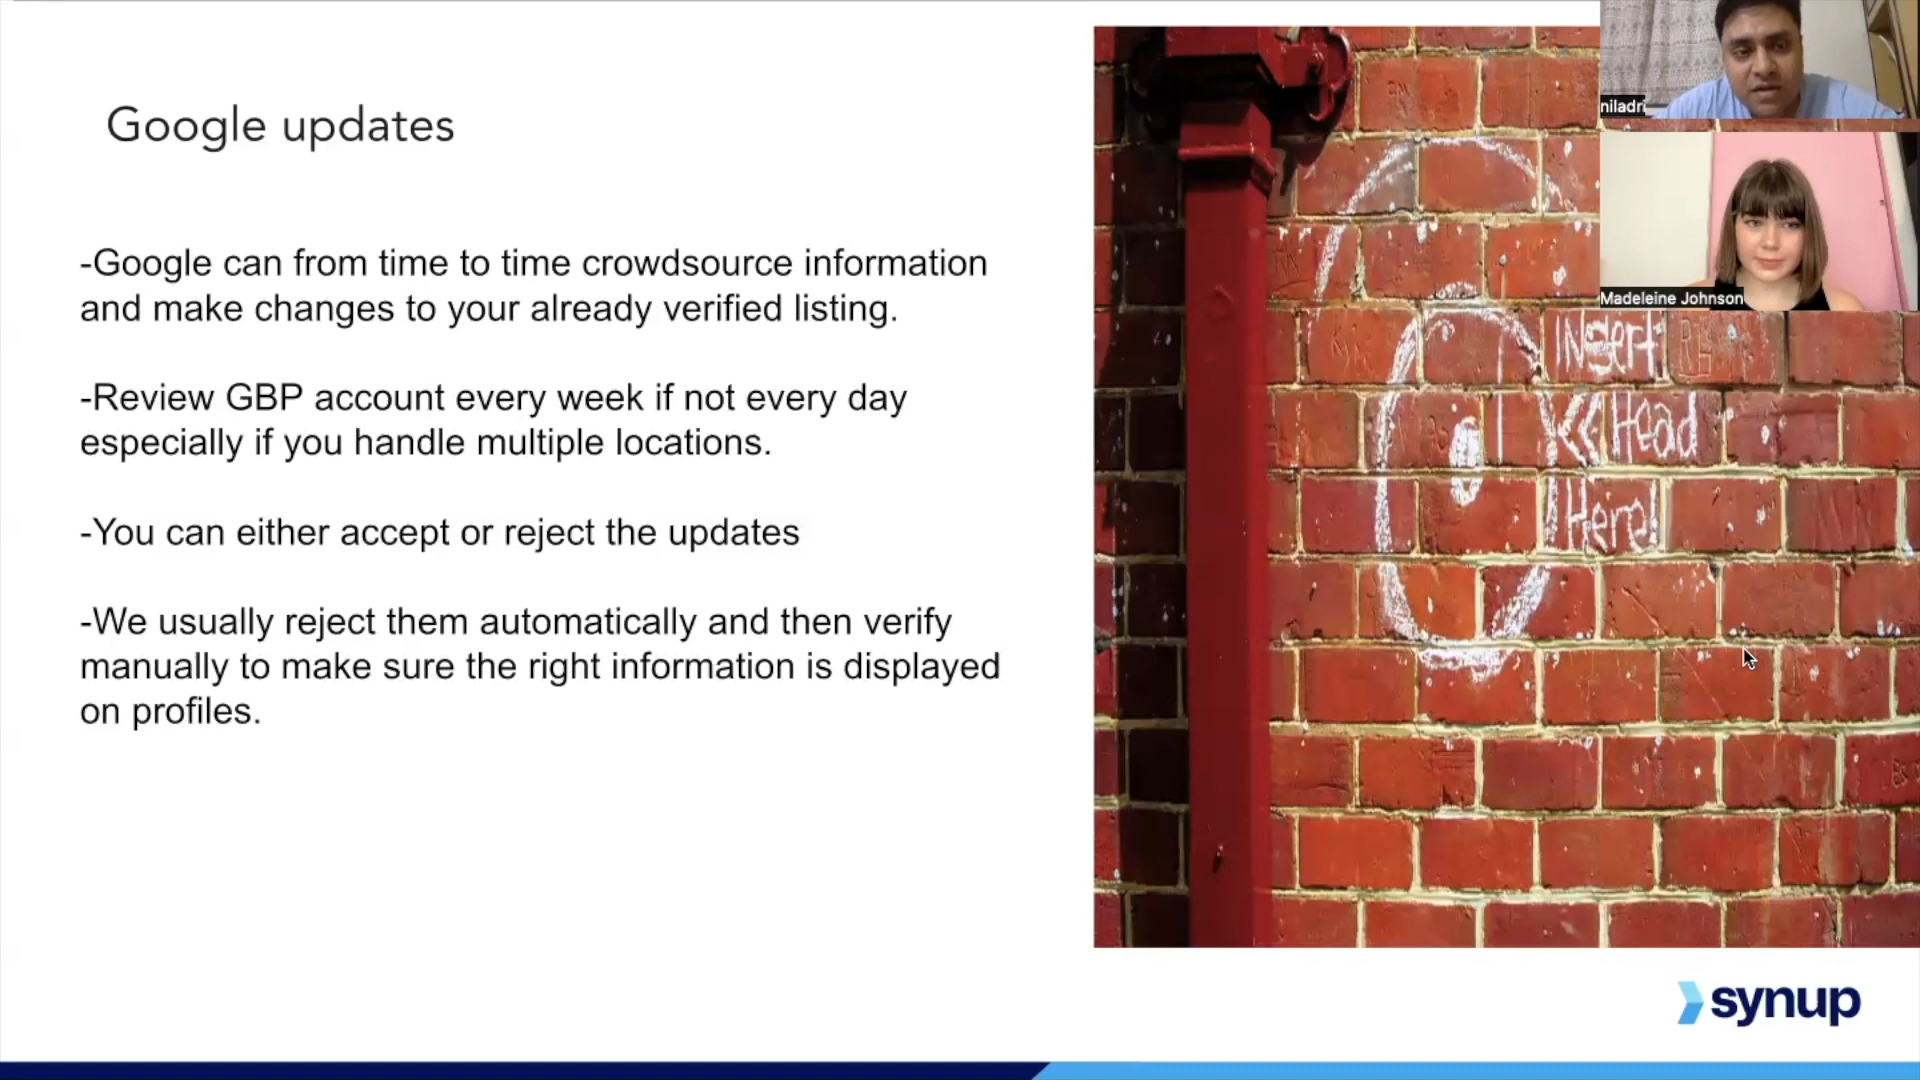 Google updates
-Google can from time to time crowdsource information
and make changes to your already verified listing.
-Review GBP account every week if not every day
especially if you handle multiple locations.
-You can either accept or reject the updates
-We usually reject them automatically and then verify
manually to make sure the right information is displayed
on profiles.
niladri
Madeleine Johnson
INSert
<< Head
Here!
synup